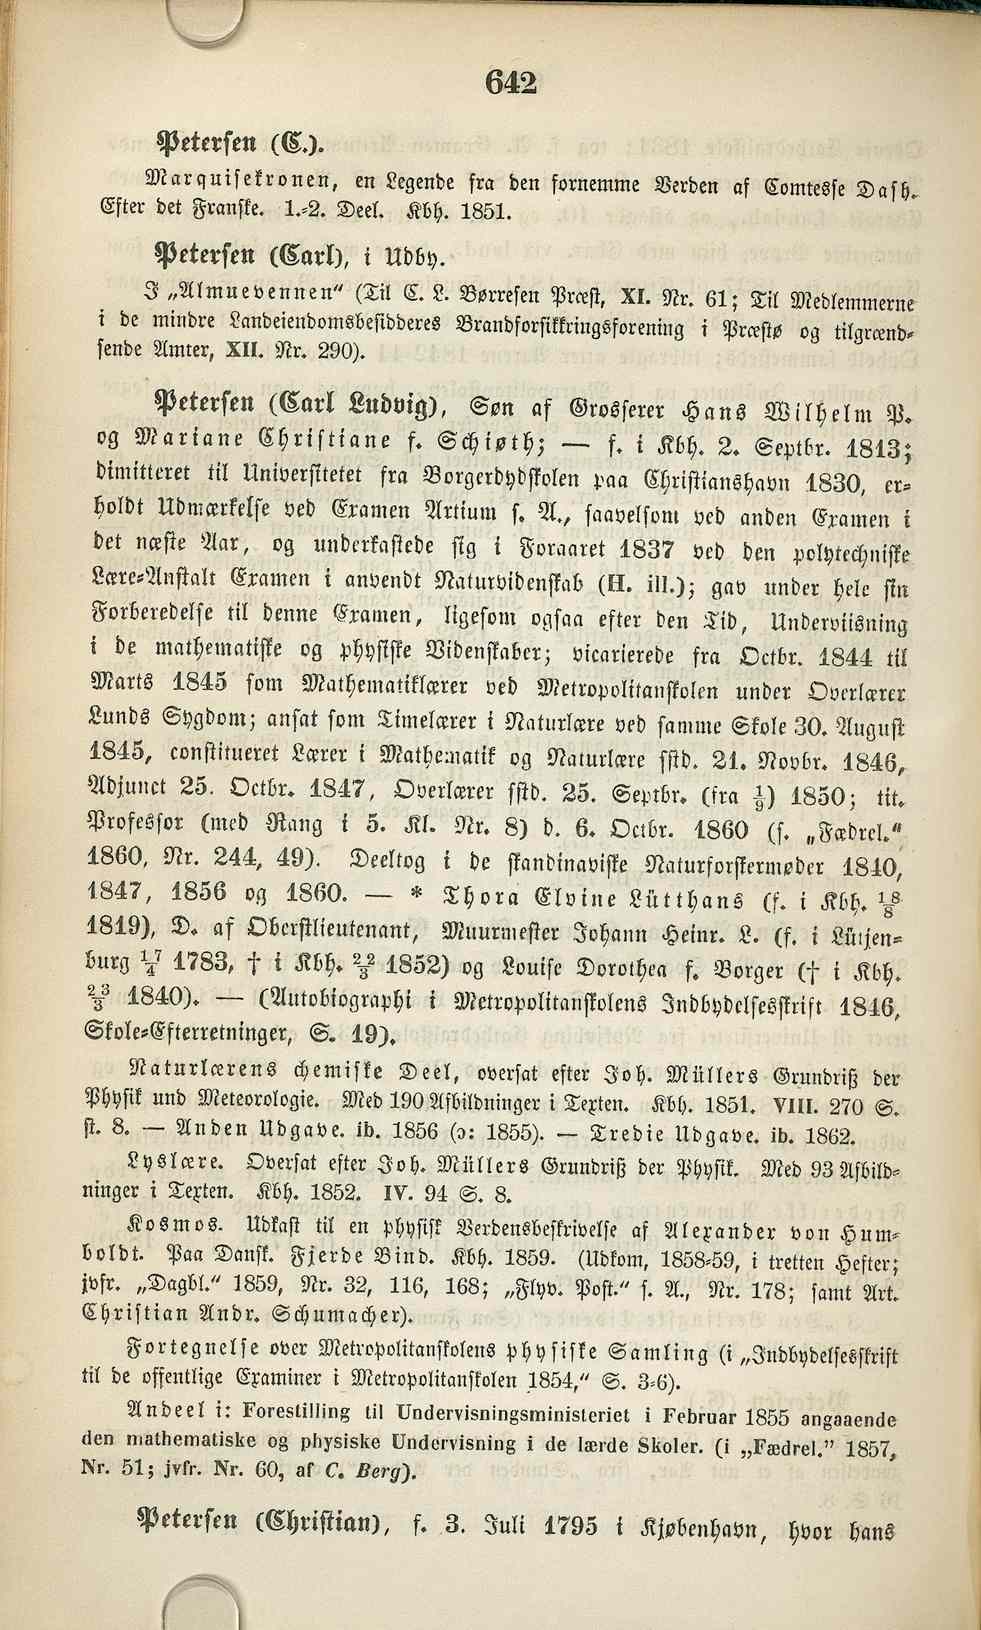 642
Petersen (C.).
Marquisekronen, en Legende fra den fornemme Verden af Comtesse Dash.
Efter det Franske. 1.-2. Deel. Kbh. 1851.
Petersen (Carl), i Udby.
I „Almuevennen“ (Til C. L. Børresen Præst, XI. Nr. 61; Til Medlemmerne
i de mindre Landeiendomsbesidderes Brandforsikkringsforening i Præstø og tilgrænd-
sende Amter, XII. Nr. 290).
Petersen (Carl Ludvig), Søn af Grosserer Hans Wilhelm P.
og Mariane Christiane f. Schiøth; — f. i Kbh. 2. Septbr. 1813;
dimitteret til Universitetet fra Borgerdydskolen paa Christianshavn 1830, er-
holdt Udmærkelse ved Examen Artium s. A., saavelsom ved anden Examen i
det næste Aar, og underkastede sig i Foraaret 1837 ved den polytechniske
Lære-Anstalt Examen i anvendt Naturvidenskab (H. ill.); gav under hele sin
Forberedelse til denne Examen, ligesom ogsaa efter den Tid, Underviisning
i de mathematiske og physiske Videnskaber; vicarierede fra Octbr. 1844 til
Marts 1845 som Mathematiklærer ved Metropolitanskolen under Overlærer
Lunds Sygdom; ansat som Timelærer i Naturlære ved samme Skole 30. August
1845, constitueret Lærer i Mathematik og Naturlære sstd. 21. Novbr. 1846,
Adjunct 25. Octbr. 1847, Overlærer sstd. 25. Septbr. (fra 1/9) 1850; tit.
Professor (med Rang i 5. Kl. Nr. 8) d. 6. Octbr. 1860 (s. „Fædrel.“
1860, Nr. 244, 49). Deeltog i de skandinaviske Naturforskermøder 1840,
1847, 1856 og 1860. — * Thora Elvine Lütthans (f. i Kbh. 18/8
1819), D. af Oberstlieutenant, Muurmester Johann Heinr. L. (f. i Lütjen-
burg 17/4 1783, † i Kbh. 22/2 1852) og Louise Dorothea f. Borger († i Kbh.
23/3 1840). — (Autobiographi i Metropolitanskolens Indbydelsesskrift 1846,
Skole-Efterretninger, S. 19).
Naturlærens chemiske Deel, oversat efter Joh. Müllers Grundriß der
Physik und Meteorologie. Med 190 Afbildninger i Texten. Kbh. 1851. VIII. 270 S.
st. 8. — Anden Udgave. ib. 1856 (ɔ: 1855). — Tredie Udgave. ib. 1862.
Lyslære. Oversat efter Joh. Müllers Grundriß der Physik. Med 93 Afbild-
ninger i Texten. Kbh. 1852. IV. 94 S. 8.
Kosmos. Udkast til en physisk Verdensbeskrivelse af Alexander von Hum-
boldt. Paa Dansk. Fjerde Bind. Kbh. 1859. (Udkom, 1858-59, i tretten Hefter;
jvfr. „Dagbl.“ 1859, Nr. 32, 116, 168; „Flyv. Post.“ s. A., Nr. 178; samt Art.
Christian Andr. Schumacher).
Fortegnelse over Metropolitanskolens physiske Samling (i „Indbydelsesskrift
til de offentlige Examiner i Metropolitanskolen 1854,“ S. 3-6).
Andeel i: Forestilling til Undervisningsministeriet i Februar 1855 angaaende
den mathematiske og physiske Undervisning i de lærde Skoler. (i „Fædrel.” 1857,
Nr. 51; jvfr. Nr. 60, af C. Berg).
Petersen (Christian), f. 3. Juli 1795 i Kjøbenhavn, hvor hans